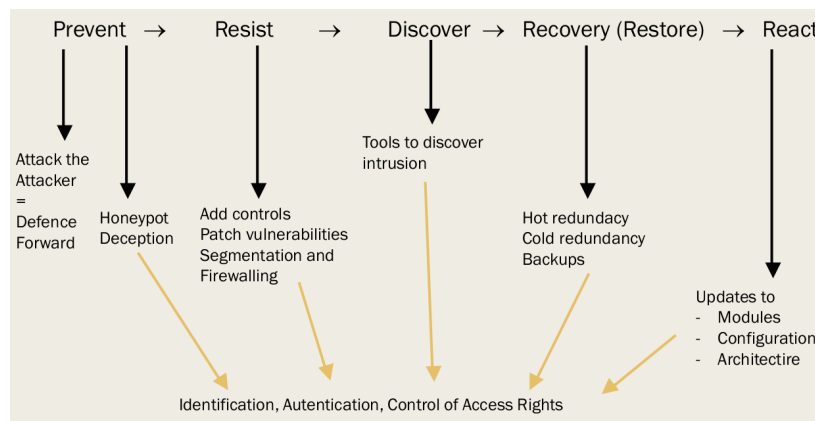 Prevent → Resist → Discover → Recovery (Restore) → React
Attack the
Attacker
=
Defence
Forward
Honeypot
Deception
Add controls
Patch vulnerabilities
Segmentation and
Firewalling
Tools to discover
intrusion
Hot redundacy
Cold redundancy
Backups
Updates to
- Modules
- Configuration
- Architectire
Identification, Autentication, Control of Access Rights